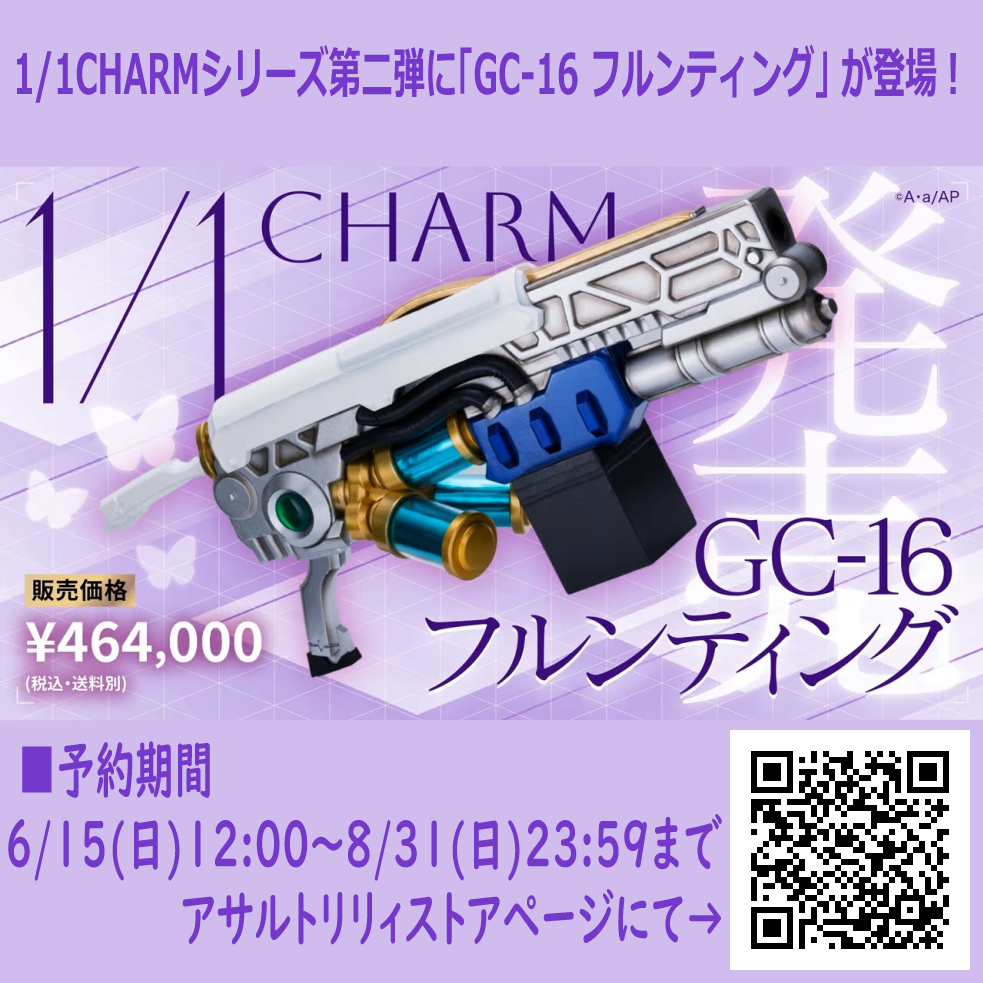 1/1CHARMシリーズ第二弾に「GC-16 フルンティング」が登場！
1/1 CHARM
©A・a/AP
発売
GC-16
フルンティング
販売価格
¥464,000
(税込・送料別)
■予約期間
6/15(日)12:00～8/31(日)23:59まで
アサルトリリィストアページにて→